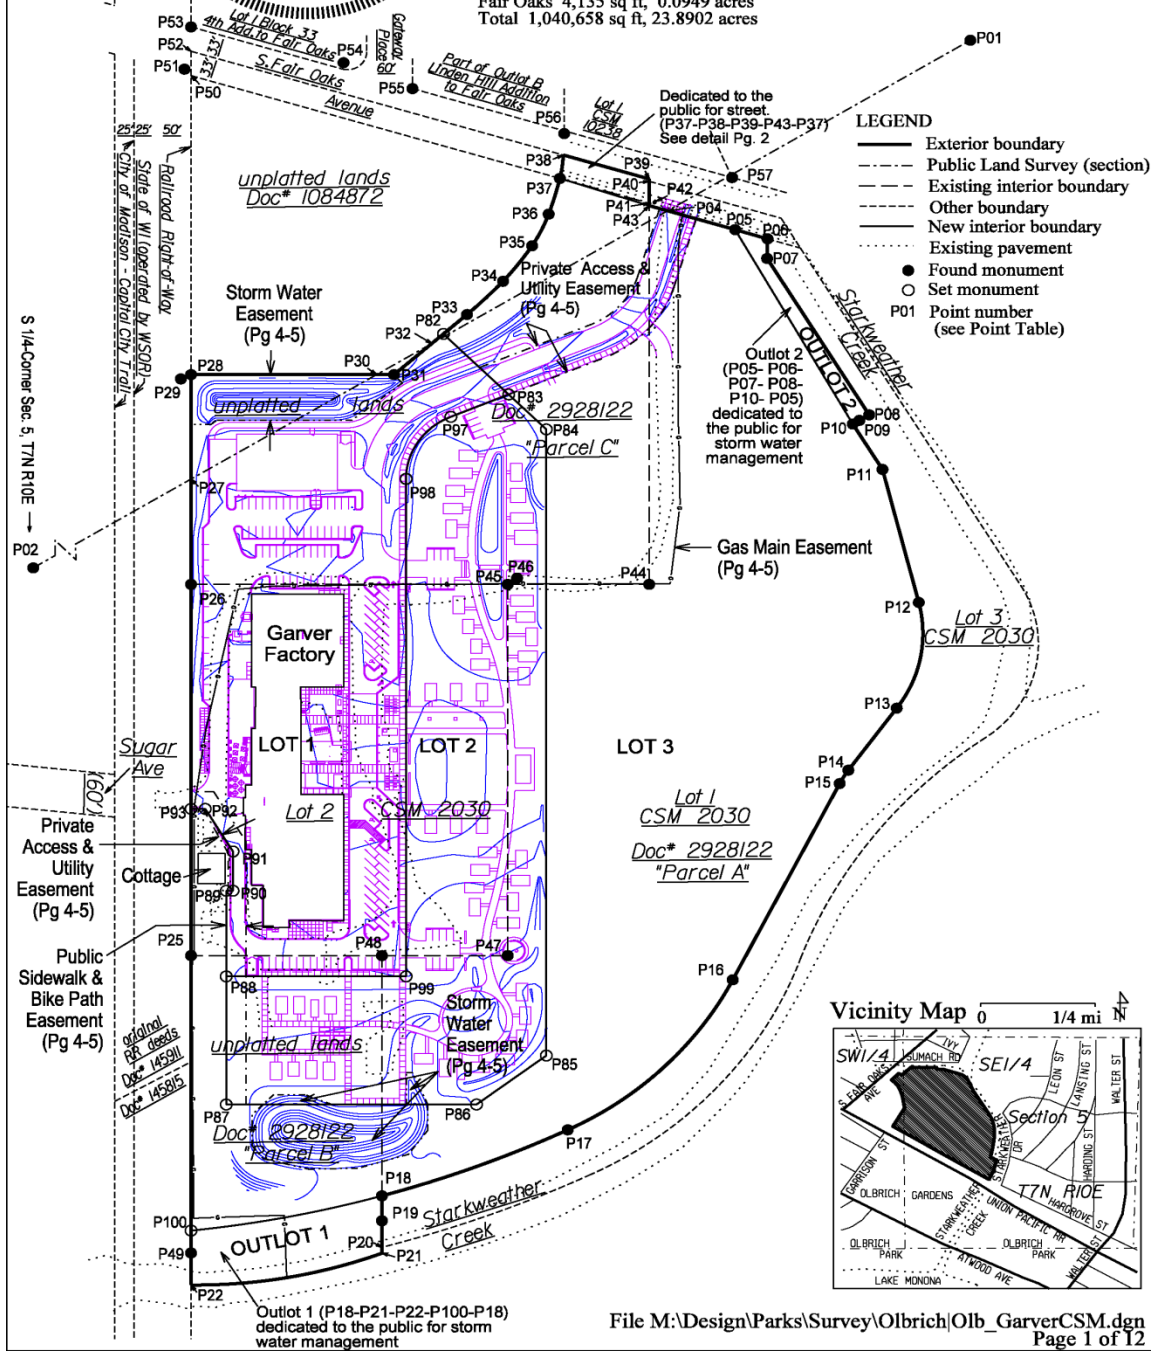 Fair Oaks 4,135 sq ft, 0.0949 acres
Total 1,040,658 sq ft, 23.8902 acres
P53
Lot 1 Block 33
4th Add. to Fair Oaks
P52
P54
P51
33' 33'
P50
S. Fair Oaks
Avenue
Gateway
Place
60'
P55
Part of Outlot B
Linden Hill Addition
to Fair Oaks
P56
Lot 1
CSM
10238
P01
Dedicated to the
public for street.
(P37-P38-P39-P43-P37)
See detail Pg. 2
P57
LEGEND
Exterior boundary
Public Land Survey (section)
Existing interior boundary
Other boundary
New interior boundary
Existing pavement
Found monument
Set monument
P01 Point number
(see Point Table)
25' 25' 50'
Railroad Right-of-Way
State of WI (operated by WSOR)
City of Madison - Capital City Trail
unplatted lands
Doc# 1084872
P38
P39
P37
P40
P42
P41
P43
P04
P05
P06
P07
P36
P35
P34
P33
P82
P32
Private Access &
Utility Easement
(Pg 4-5)
Storm Water
Easement
(Pg 4-5)
P28
P30
P31
P29
unplatted lands
P83
Doc# 2928122
P97
P84
"Parcel C"
Starkweather
Creek
OUTLOT 2
Outlot 2
(P05- P06-
P07- P08-
P10- P05)
dedicated to
the public for
storm water
management
P08
P09
P10
P11
S 1/4-Corner Sec. 5, T7N R10E
P02
P27
P98
Gas Main Easement
(Pg 4-5)
P26
P45
P46
P44
P12
Lot 3
CSM 2030
Garver
Factory
P13
Sugar
Ave
(60')
LOT 1
LOT 2
LOT 3
P14
P15
P93
P92
Lot 2
CSM 2030
Lot 1
CSM 2030
Doc# 2928122
"Parcel A"
Private
Access &
Utility
Easement
(Pg 4-5)
P91
Cottage
P89
P90
P25
P48
P47
Public
Sidewalk &
Bike Path
Easement
(Pg 4-5)
P88
P99
P16
original
RR deeds
Doc# 145911
Doc# 145815
Storm
Water
Easement
(Pg 4-5)
unplatted lands
P85
P87
P86
Doc# 2928122
"Parcel B"
P17
P18
P19
Starkweather
Creek
P100
OUTLOT 1
P20
P21
P49
P22
Outlot 1 (P18-P21-P22-P100-P18)
dedicated to the public for storm
water management
Vicinity Map
0 1/4 mi N
SW1/4
IVY
SUMACH RD
SE1/4
S FAIR OAKS
AVE
LEON ST
LANSING ST
WALTER ST
Section 5
STARKWEATHER
DR
HARDING ST
GARRISON ST
T7N R10E
OLBRICH
GARDENS
STARKWEATHER
CREEK
UNION PACIFIC RR
HARGROVE ST
OLBRICH
PARK
OLBRICH
PARK
ATWOOD AVE
WALTER ST
LAKE MONONA
File M:\Design\Parks\Survey\Olbrich|Olb_GarverCSM.dgn
Page 1 of 12